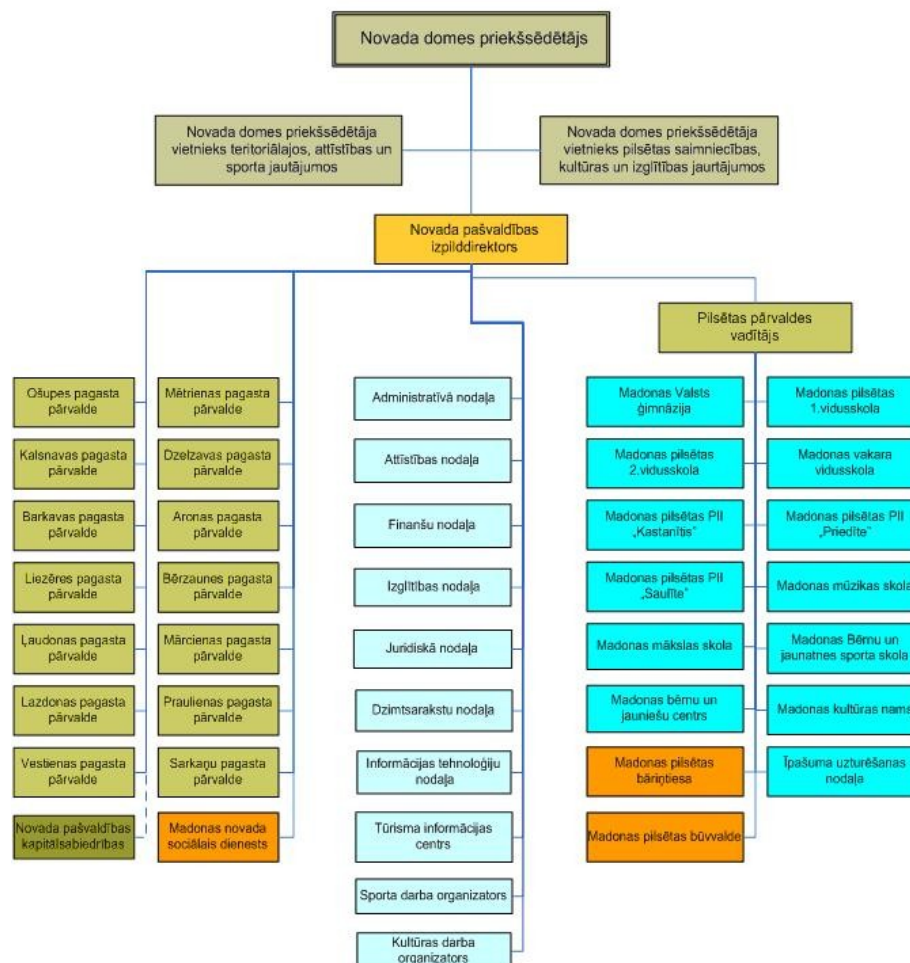 Novada domes priekšsēdētājs
Novada domes priekšsēdētāja
vietnieks teritoriālajos, attīstības un
sporta jautājumos
Novada domes priekšsēdētāja
vietnieks pilsētas saimniecības,
kultūras un izglītības jaurtājumos
Novada pašvaldības
izpilddirektors
Pilsētas pārvaldes
vadītājs
Ošupes pagasta
pārvalde
Kalsnavas pagasta
pārvalde
Barkavas pagasta
pārvalde
Liezēres pagasta
pārvalde
Ļaudonas pagasta
pārvalde
Lazdonas pagasta
pārvalde
Vestienas pagasta
pārvalde
Novada pašvaldības
kapitālsabiedrības
Mētrienas pagasta
pārvalde
Dzelzavas pagasta
pārvalde
Aronas pagasta
pārvalde
Bērzaunes pagasta
pārvalde
Mārcienas pagasta
pārvalde
Praulienas pagasta
pārvalde
Sarkaņu pagasta
pārvalde
Madonas novada
sociālais dienests
Administratīvā nodaļa
Attīstības nodaļa
Finanšu nodaļa
Izglītības nodaļa
Juridiskā nodaļa
Dzimtsarakstu nodaļa
Informācijas tehnoloģiju
nodaļa
Tūrisma informācijas
centrs
Sporta darba organizators
Kultūras darba
organizators
Madonas Valsts
ģimnāzija
Madonas pilsētas
2.vidusskola
Madonas pilsētas PII
„Kastanītis”
Madonas pilsētas PII
„Saulīte”
Madonas mākslas skola
Madonas bērnu un
jauniešu centrs
Madonas pilsētas
bāriņtiesa
Madonas pilsētas būvvalde
Madonas pilsētas
1.vidusskola
Madonas vakara
vidusskola
Madonas pilsētas PII
„Priedīte”
Madonas mūzikas skola
Madonas Bērnu un
jaunatnes sporta skola
Madonas kultūras nams
Īpašuma uzturēšanas
nodaļa